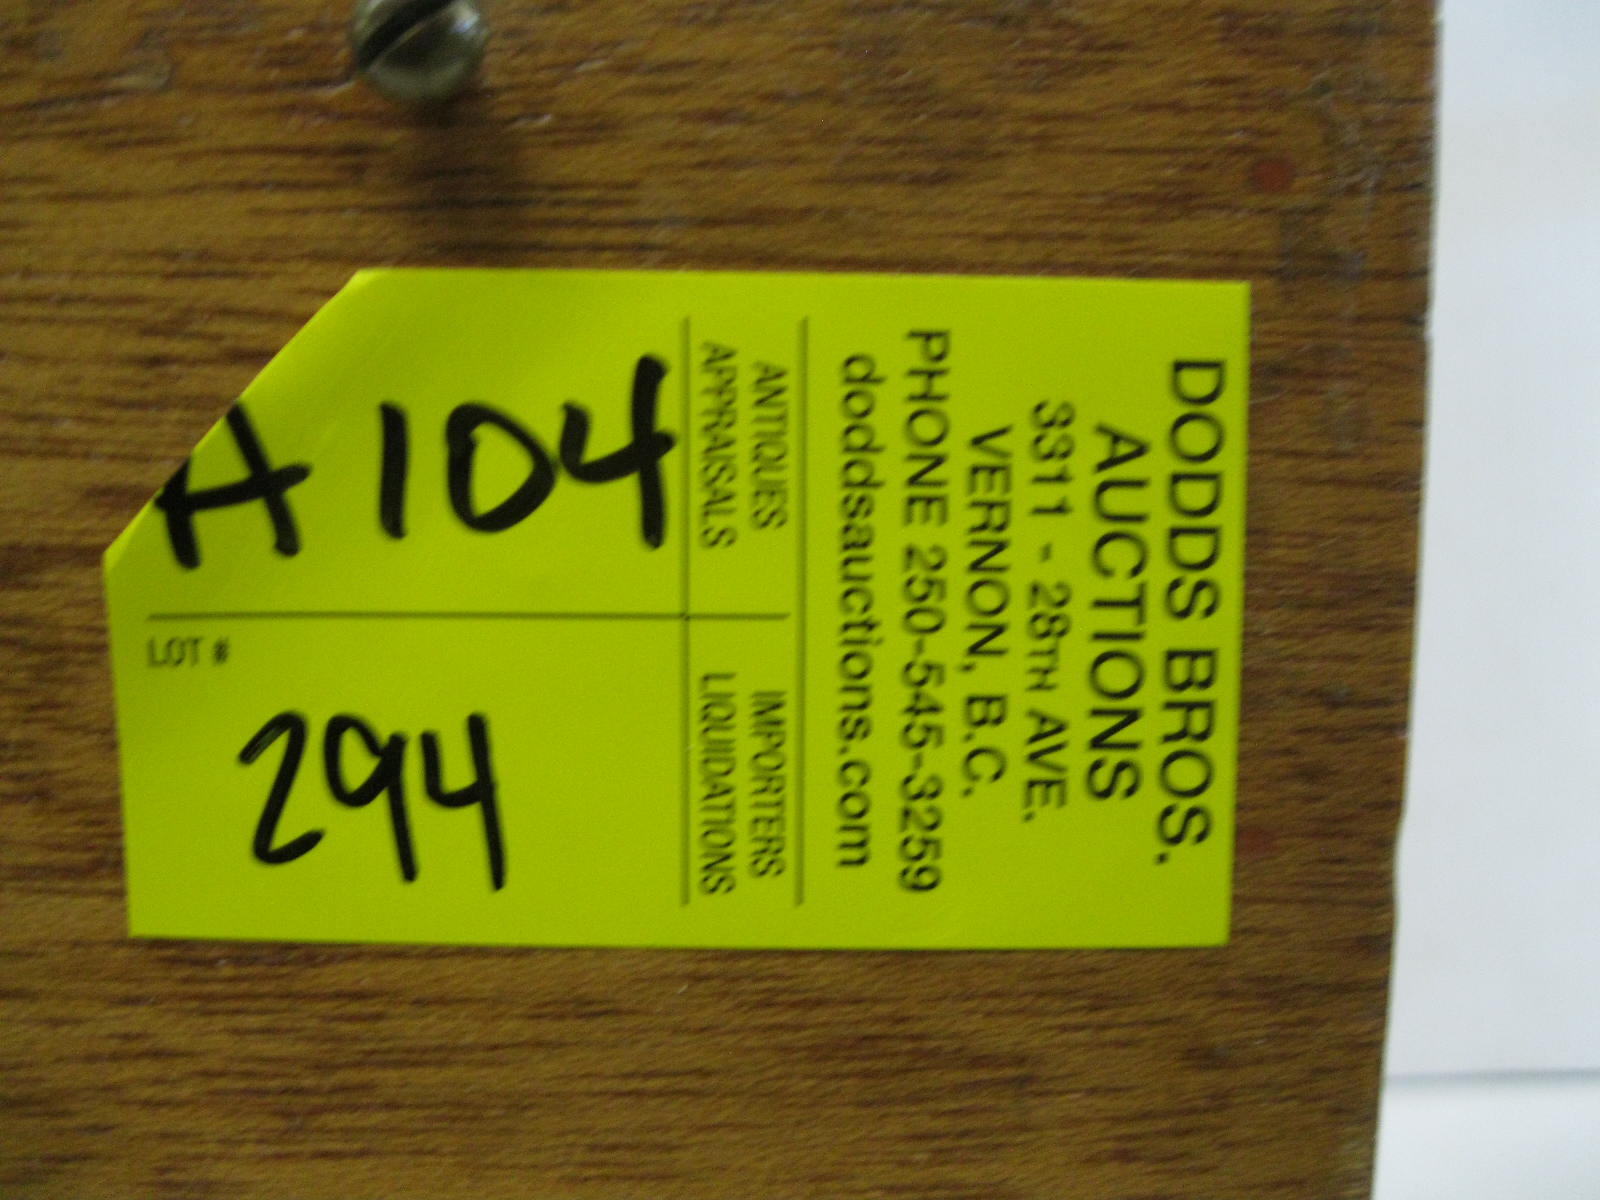 DODDS BROS.
AUCTIONS
3311 - 28TH AVE.
VERNON, B.C.
PHONE 250-545-3259
doddsauctions.com
ANTIQUES
APPRAISALS
IMPORTERS
LIQUIDATIONS
A104
LOT #
294